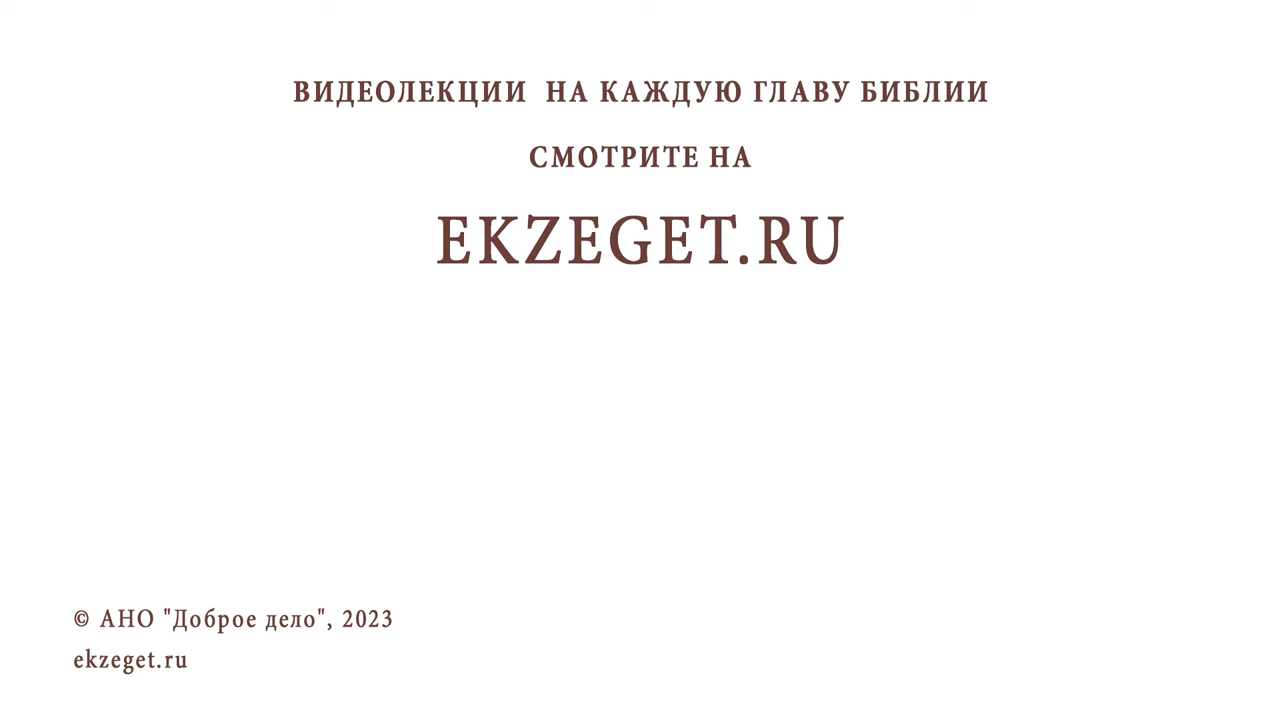 ВИДЕОЛЕКЦИИ НА КАЖДУЮ ГЛАВУ БИБЛИИ
СМОТРИТЕ НА
EKZEGET.RU
© АНО "Доброе дело", 2023
ekzeget.ru